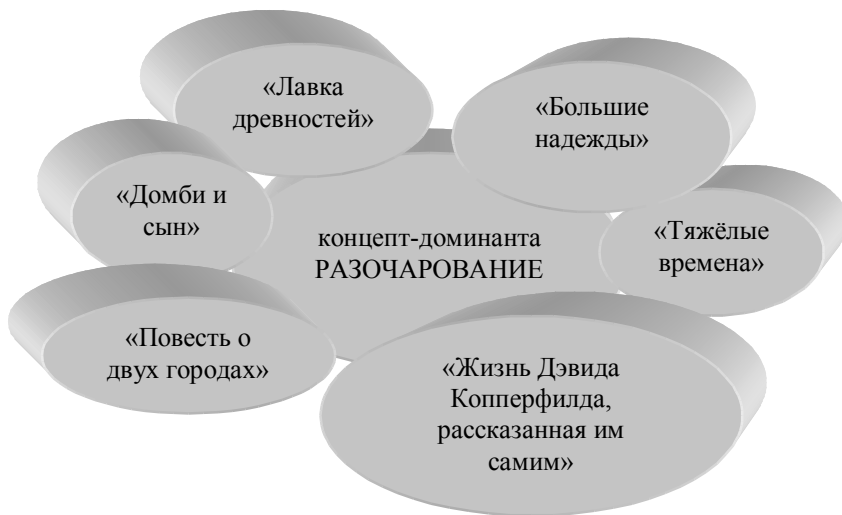 «Лавка
древностей»
«Большие
надежды»
«Домби и
сын»
концепт-доминанта
РАЗОЧАРОВАНИЕ
«Тяжёлые
времена»
«Повесть о
двух городах»
«Жизнь Дэвида
Копперфилда,
рассказанная им
самим»